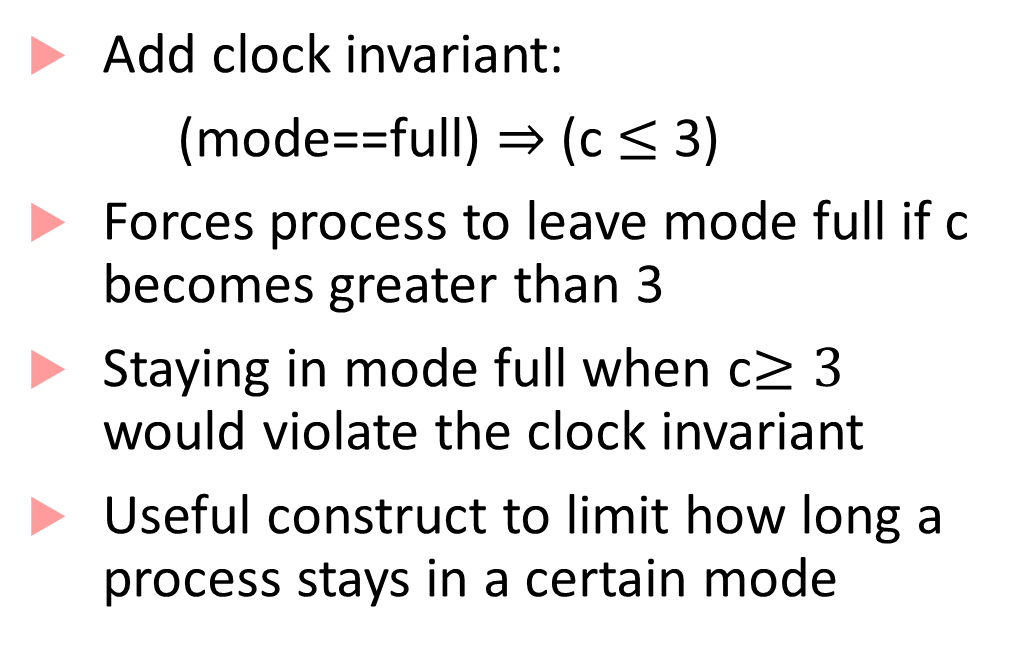 Add clock invariant:
(mode==full) ⇒ (c ≤ 3)
Forces process to leave mode full if c
becomes greater than 3
Staying in mode full when c≥ 3
would violate the clock invariant
Useful construct to limit how long a
process stays in a certain mode